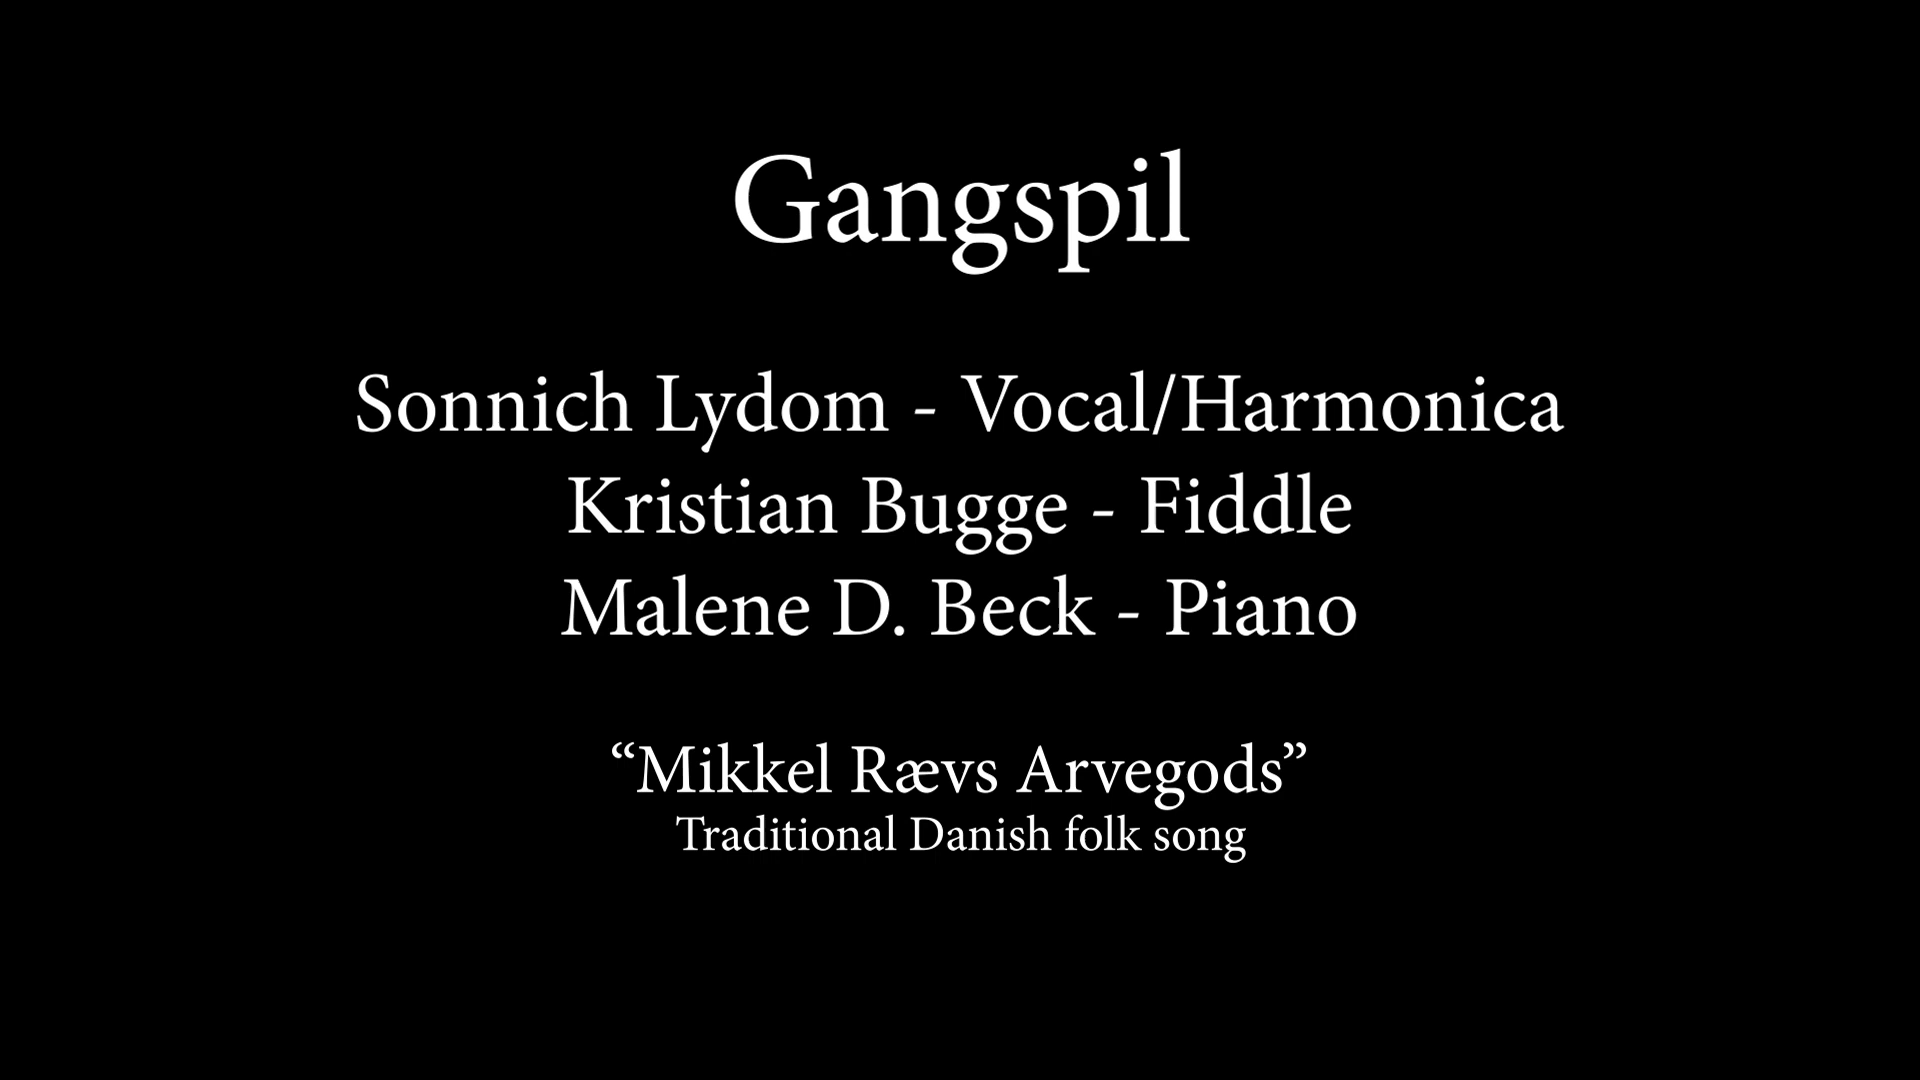 Gangspil
Sonnich Lydom - Vocal/Harmonica
Kristian Bugge - Fiddle
Malene D. Beck - Piano
“Mikkel Rævs Arvegods”
Traditional Danish folk song